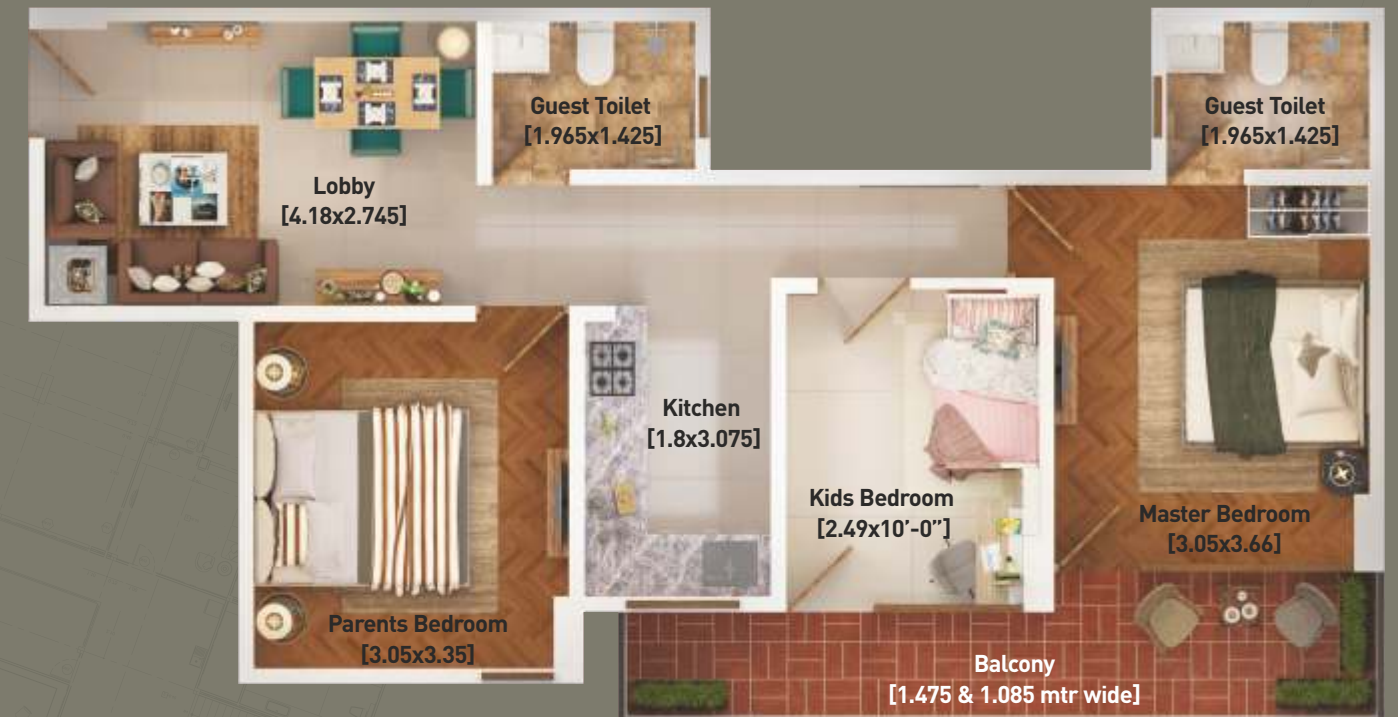 Guest Toilet
[1.965x1.425]
Guest Toilet
[1.965x1.425]
Lobby
[4.18x2.745]
Kitchen
[1.8x3.075]
Kids Bedroom
[2.49x10’-0”]
Master Bedroom
[3.05x3.66]
Parents Bedroom
[3.05x3.35]
Balcony
[1.475 & 1.085 mtr wide]